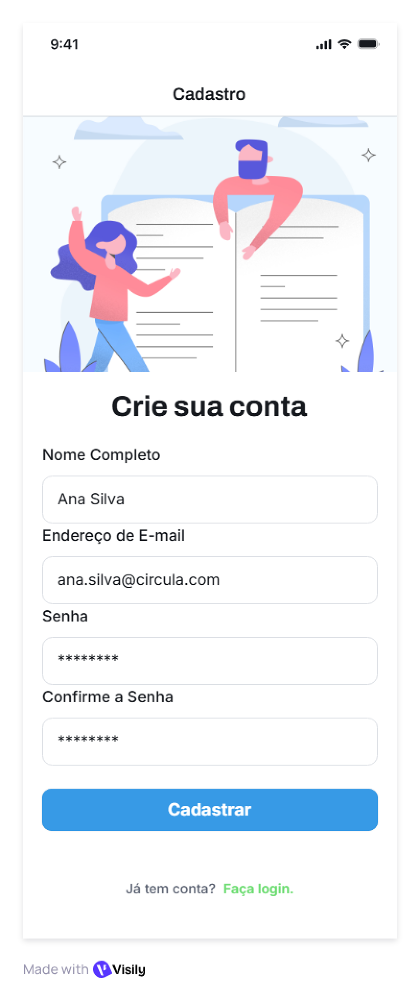 9:41
Cadastro
Crie sua conta
Nome Completo
Ana Silva
Endereço de E-mail
ana.silva@circula.com
Senha
********
Confirme a Senha
********
Cadastrar
Já tem conta? Faça login.
Made with Visily